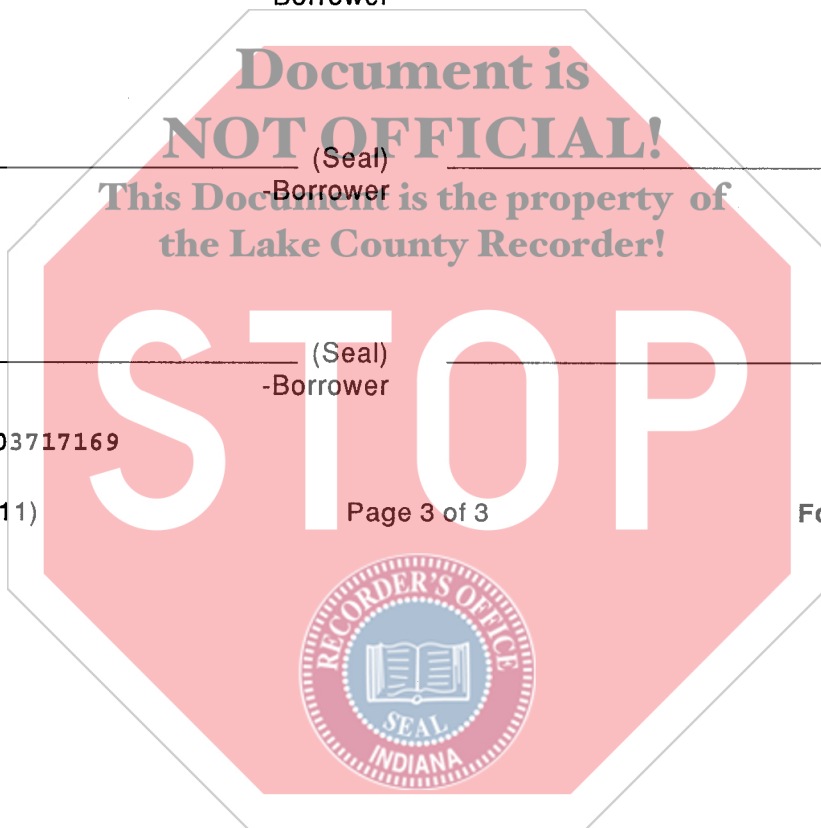 -Borrower
Document is
NOT OFFICIAL!
(Seal)
-Borrower
This Document is the property of
the Lake County Recorder!
STOP
(Seal)
-Borrower
03717169
11)
Page 3 of 3
RECORDER'S OFFICE
SEAL
INDIANA